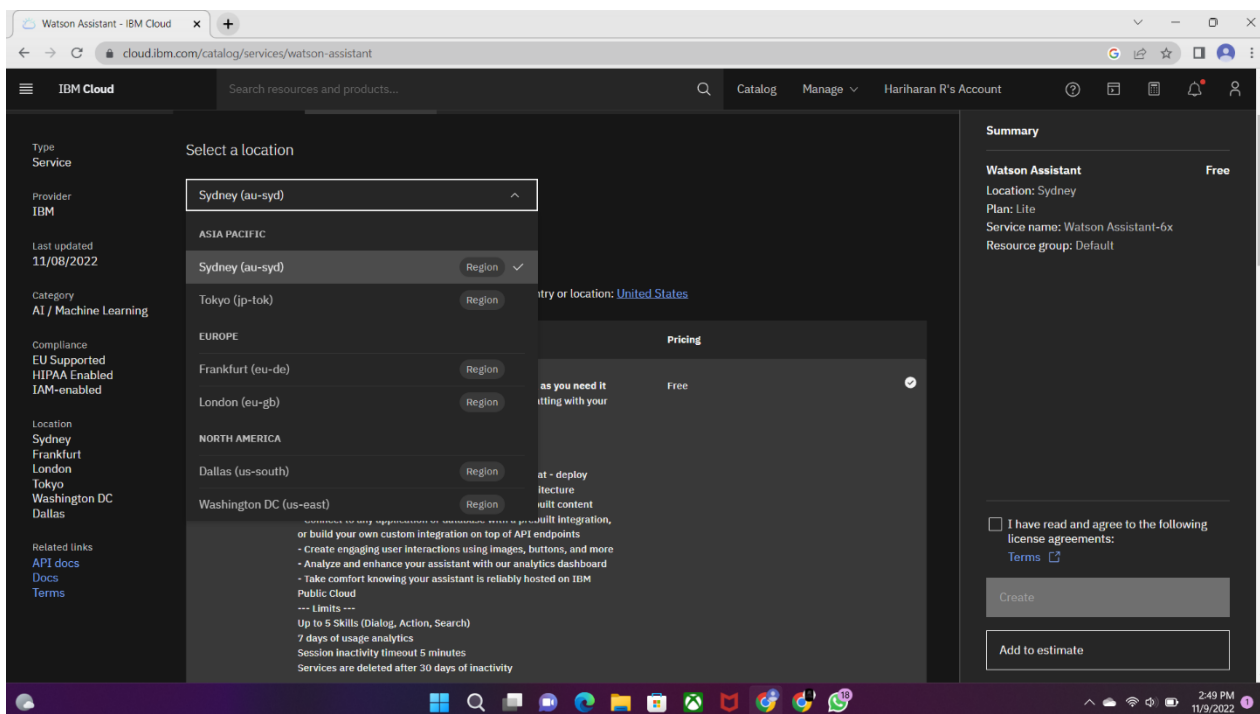 Watson Assistant - IBM Cloud
cloud.ibm.com/catalog/services/watson-assistant
IBM Cloud
Search resources and products...
Catalog
Manage
Hariharan R's Account
Type
Service
Provider
IBM
Last updated
11/08/2022
Category
AI / Machine Learning
Compliance
EU Supported
HIPAA Enabled
IAM-enabled
Location
Sydney
Frankfurt
London
Tokyo
Washington DC
Dallas
Related links
API docs
Docs
Terms
Select a location
Sydney (au-syd)
ASIA PACIFIC
Sydney (au-syd) Region
Tokyo (jp-tok) Region
EUROPE
Frankfurt (eu-de) Region
London (eu-gb) Region
NORTH AMERICA
Dallas (us-south) Region
Washington DC (us-east) Region
or location: United States
Pricing
as you need it
Free
with your
- deploy
content
integration,
or build your own custom integration on top of API endpoints
- Create engaging user interactions using images, buttons, and more
- Analyze and enhance your assistant with our analytics dashboard
- Take comfort knowing your assistant is reliably hosted on IBM
Public Cloud
--- Limits ---
Up to 5 Skills (Dialog, Action, Search)
7 days of usage analytics
Session inactivity timeout 5 minutes
Services are deleted after 30 days of inactivity
Summary
Watson Assistant Free
Location: Sydney
Plan: Lite
Service name: Watson Assistant-6x
Resource group: Default
I have read and agree to the following
license agreements:
Terms
Create
Add to estimate
18
2:49 PM
11/9/2022
1